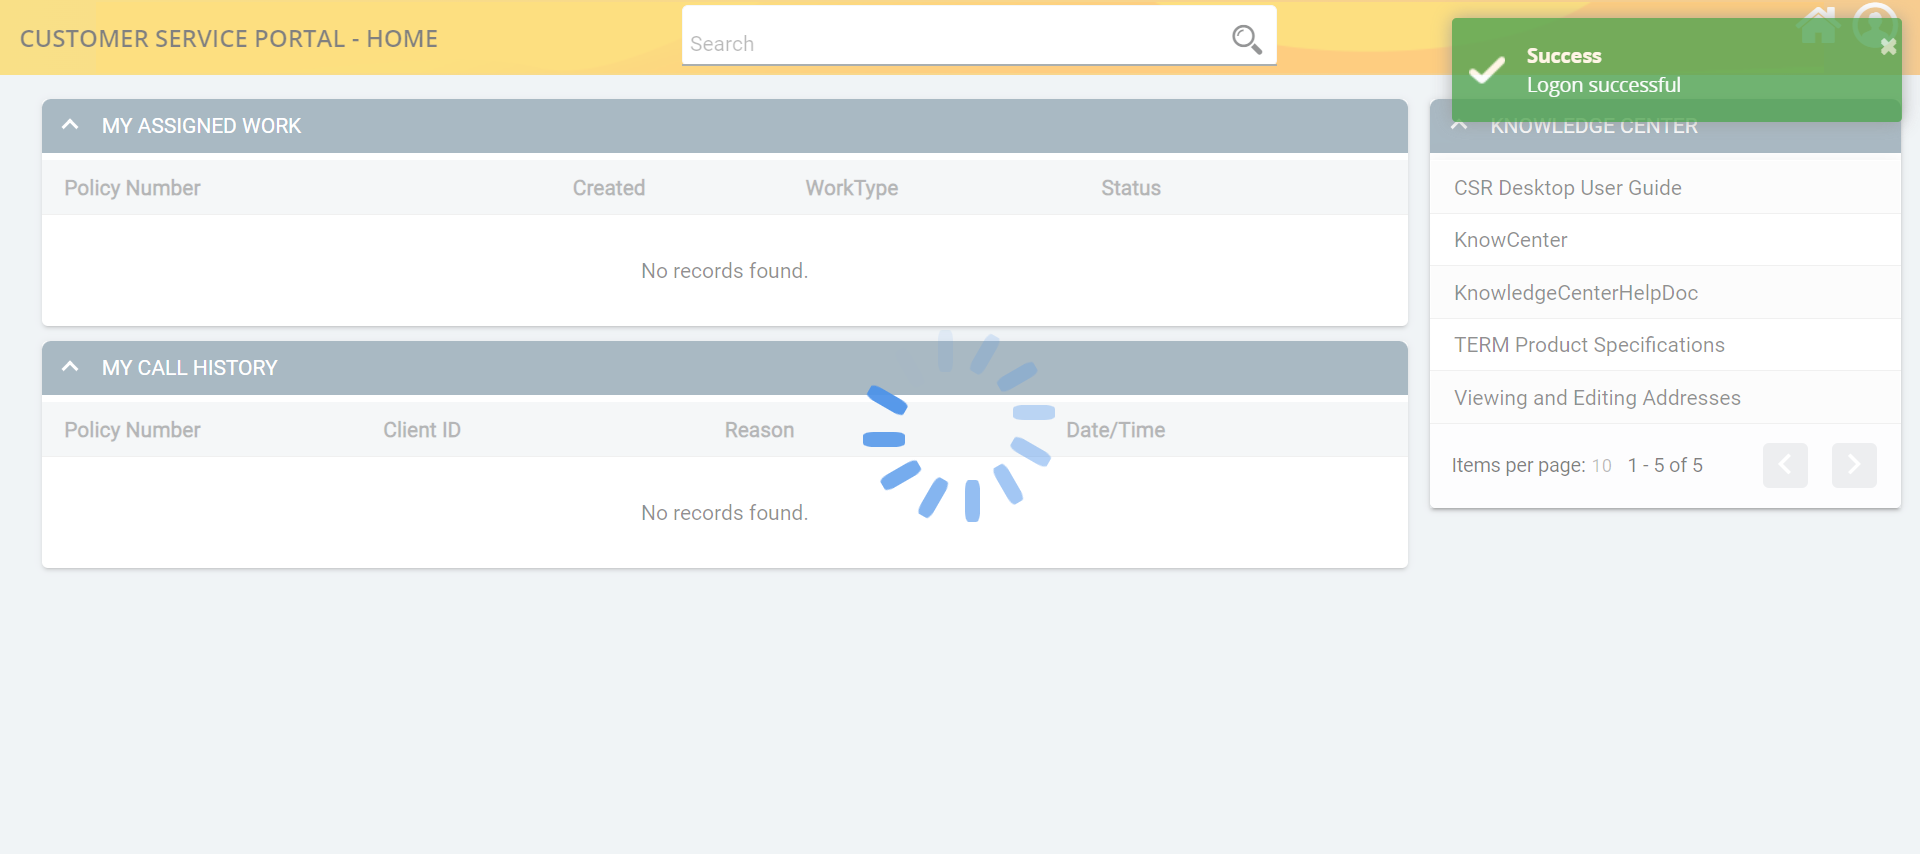 CUSTOMER SERVICE PORTAL - HOME
Search
Success
Logon successful
MY ASSIGNED WORK
Policy Number Created WorkType Status
No records found.
MY CALL HISTORY
Policy Number Client ID Reason Date/Time
No records found.
KNOWLEDGE CENTER
CSR Desktop User Guide
KnowCenter
KnowledgeCenterHelpDoc
TERM Product Specifications
Viewing and Editing Addresses
Items per page: 10 1 - 5 of 5